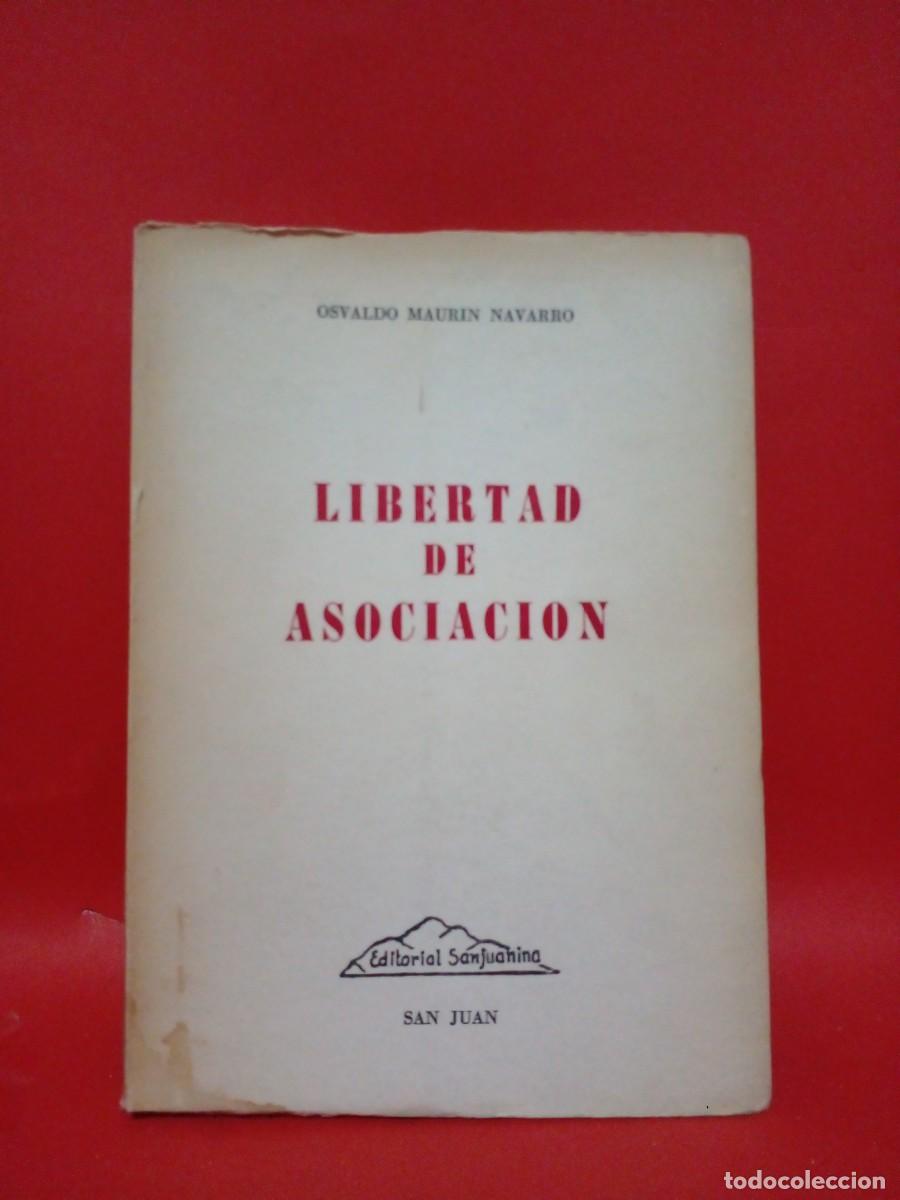 OSVALDO MAURIN NAVARRO
LIBERTAD
DE
ASOCIACION
Editorial Sanjuanina
SAN JUAN
todocoleccion